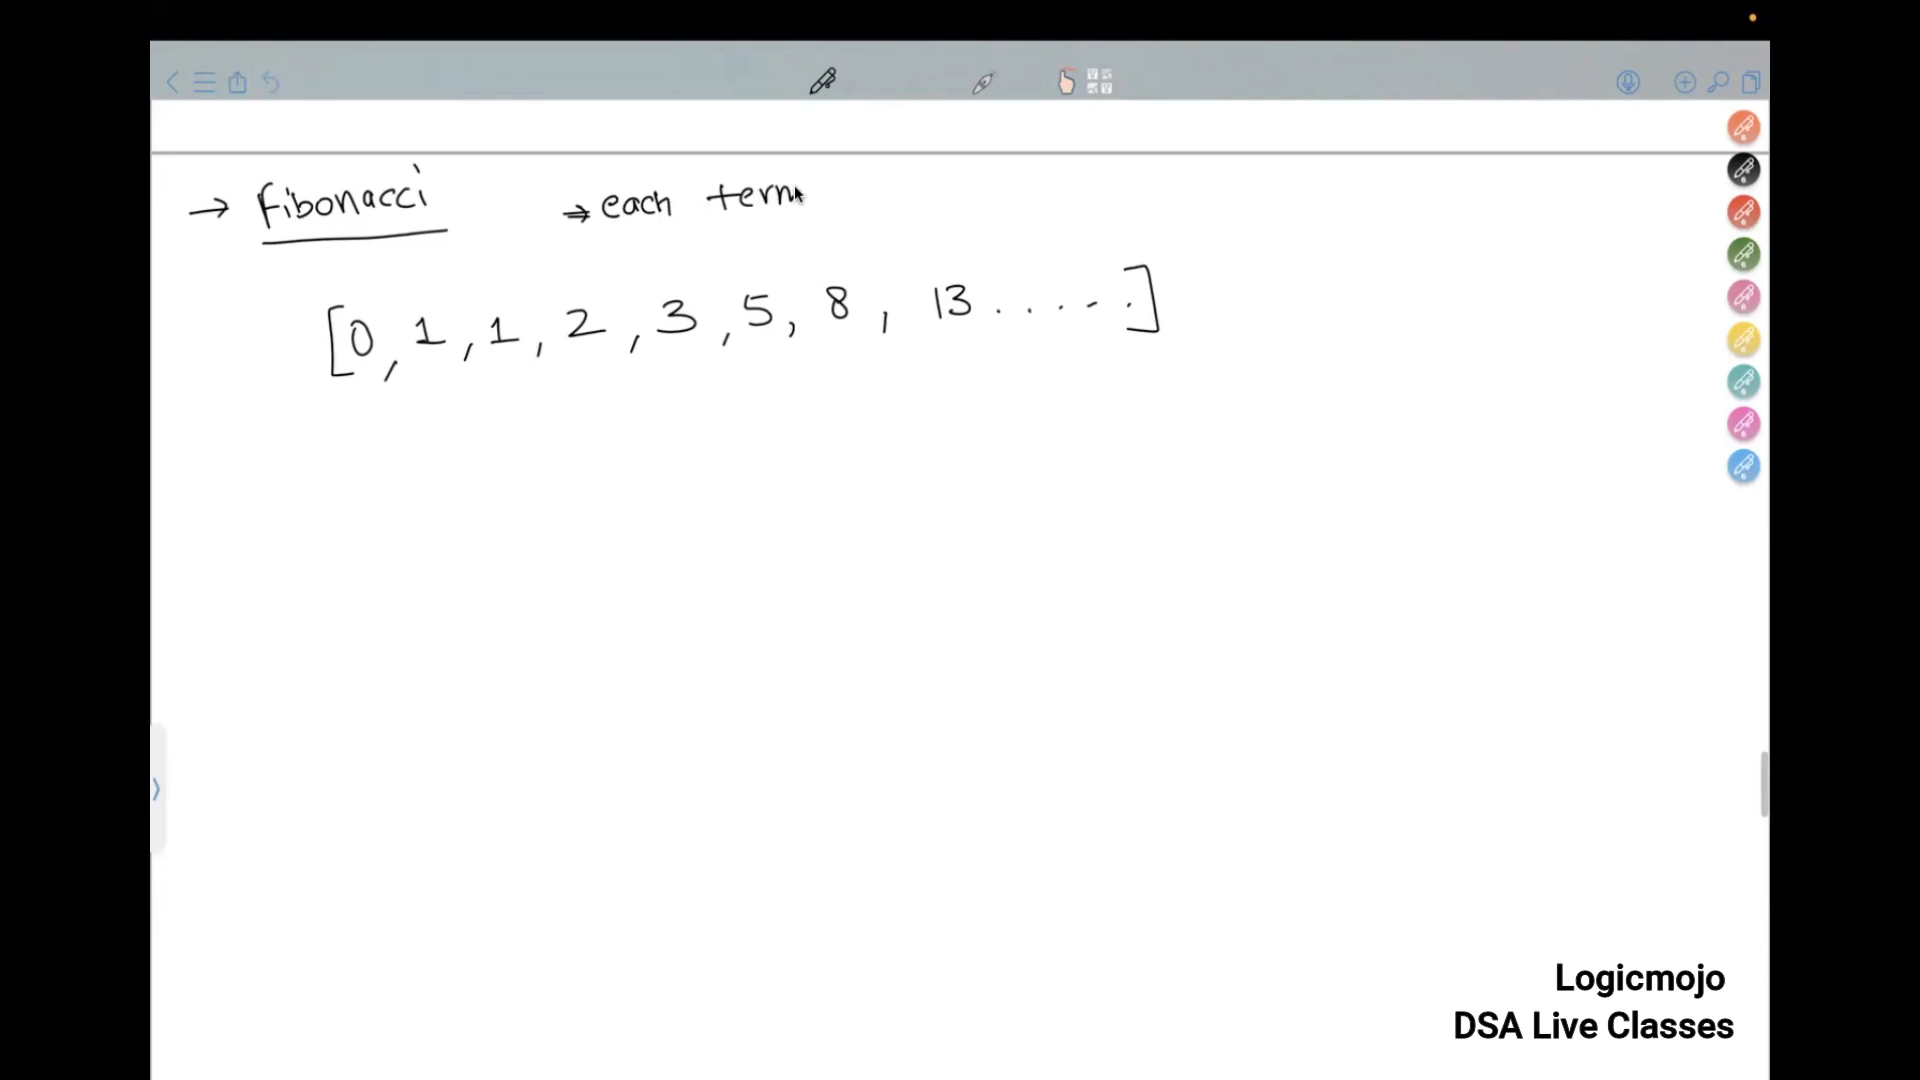 → Fibonacci ⇒ each term
[0, 1, 1, 2, 3, 5, 8, 13 . . . . .]
Logicmojo
DSA Live Classes